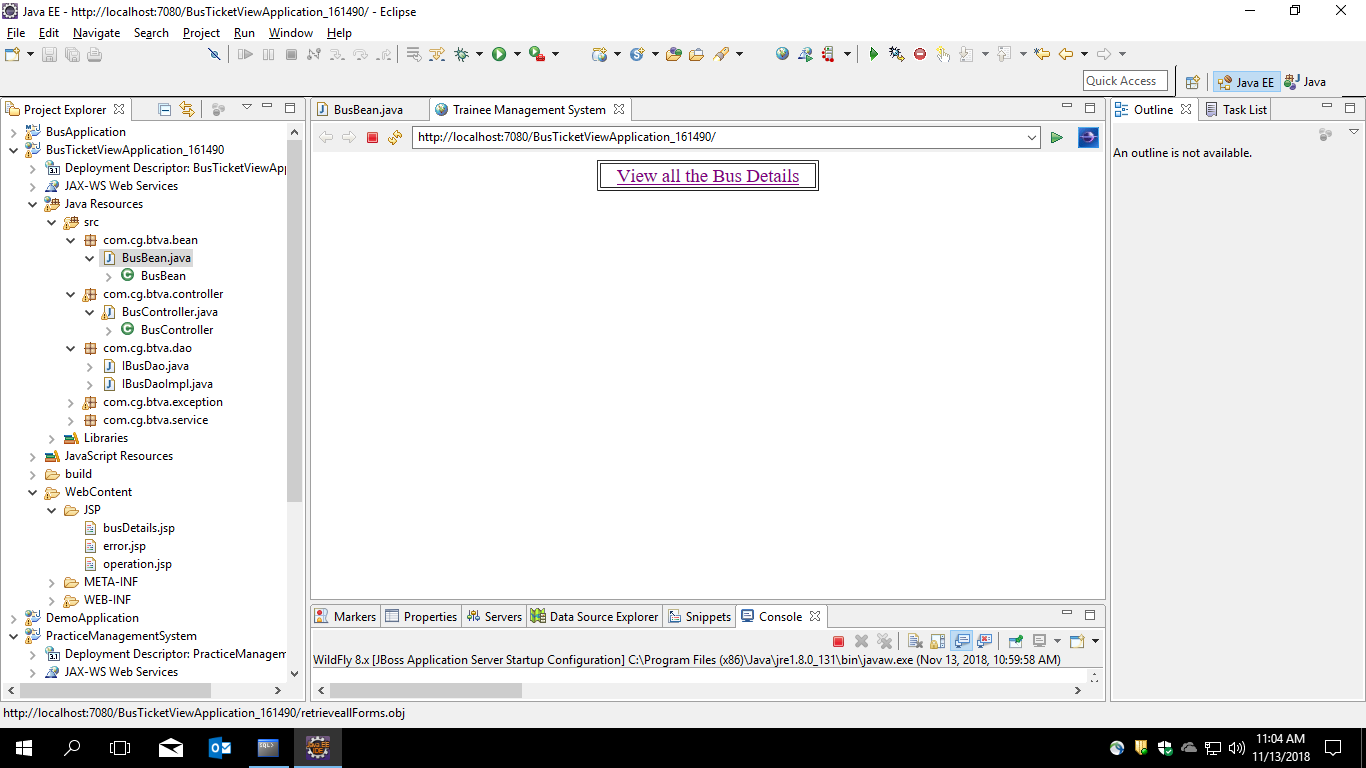 Java EE - http://localhost:7080/BusTicketViewApplication_161490/ - Eclipse
File Edit Navigate Search Project Run Window Help
Quick Access
Java EE
Java
Project Explorer
BusApplication
BusTicketViewApplication_161490
Deployment Descriptor: BusTicketViewApp
JAX-WS Web Services
Java Resources
src
com.cg.btva.bean
BusBean.java
BusBean
com.cg.btva.controller
BusController.java
BusController
com.cg.btva.dao
IBusDao.java
IBusDaoImpl.java
com.cg.btva.exception
com.cg.btva.service
Libraries
JavaScript Resources
build
WebContent
JSP
busDetails.jsp
error.jsp
operation.jsp
META-INF
WEB-INF
DemoApplication
PracticeManagementSystem
Deployment Descriptor: PracticeManagem
JAX-WS Web Services
BusBean.java
Trainee Management System
http://localhost:7080/BusTicketViewApplication_161490/
View all the Bus Details
Outline
Task List
An outline is not available.
Markers
Properties
Servers
Data Source Explorer
Snippets
Console
WildFly 8.x [JBoss Application Server Startup Configuration] C:\Program Files (x86)\Java\jre1.8.0_131\bin\javaw.exe (Nov 13, 2018, 10:59:58 AM)
http://localhost:7080/BusTicketViewApplication_161490/retrieveallForms.obj
11:04 AM
11/13/2018